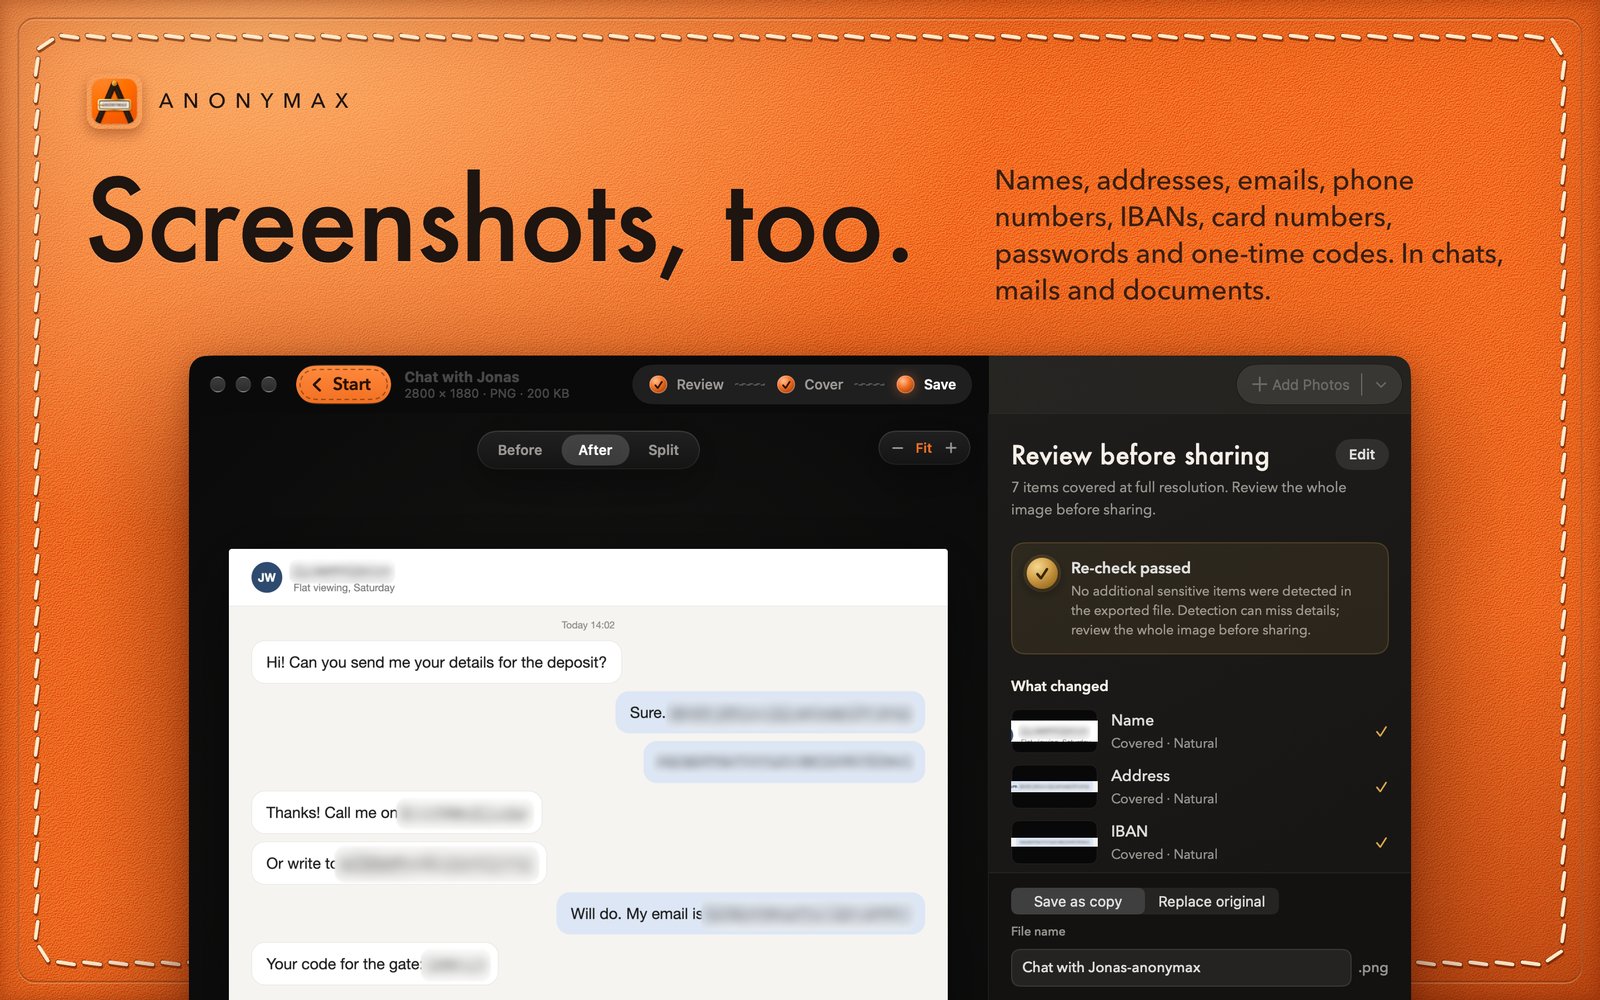 ANONYMAX
Screenshots, too.
Names, addresses, emails, phone
numbers, IBANs, card numbers,
passwords and one-time codes. In chats,
mails and documents.
Start
Chat with Jonas
2800 × 1880 · PNG · 200 KB
Review
Cover
Save
Add Photos
Before
After
Split
Fit
JW
Flat viewing, Saturday
Today 14:02
Hi! Can you send me your details for the deposit?
Sure.
Thanks! Call me on
Or write to
Will do. My email is
Your code for the gate:
Review before sharing
Edit
7 items covered at full resolution. Review the whole
image before sharing.
Re-check passed
No additional sensitive items were detected in
the exported file. Detection can miss details;
review the whole image before sharing.
What changed
Name
Covered · Natural
Address
Covered · Natural
IBAN
Covered · Natural
Save as copy
Replace original
File name
Chat with Jonas-anonymax
.png